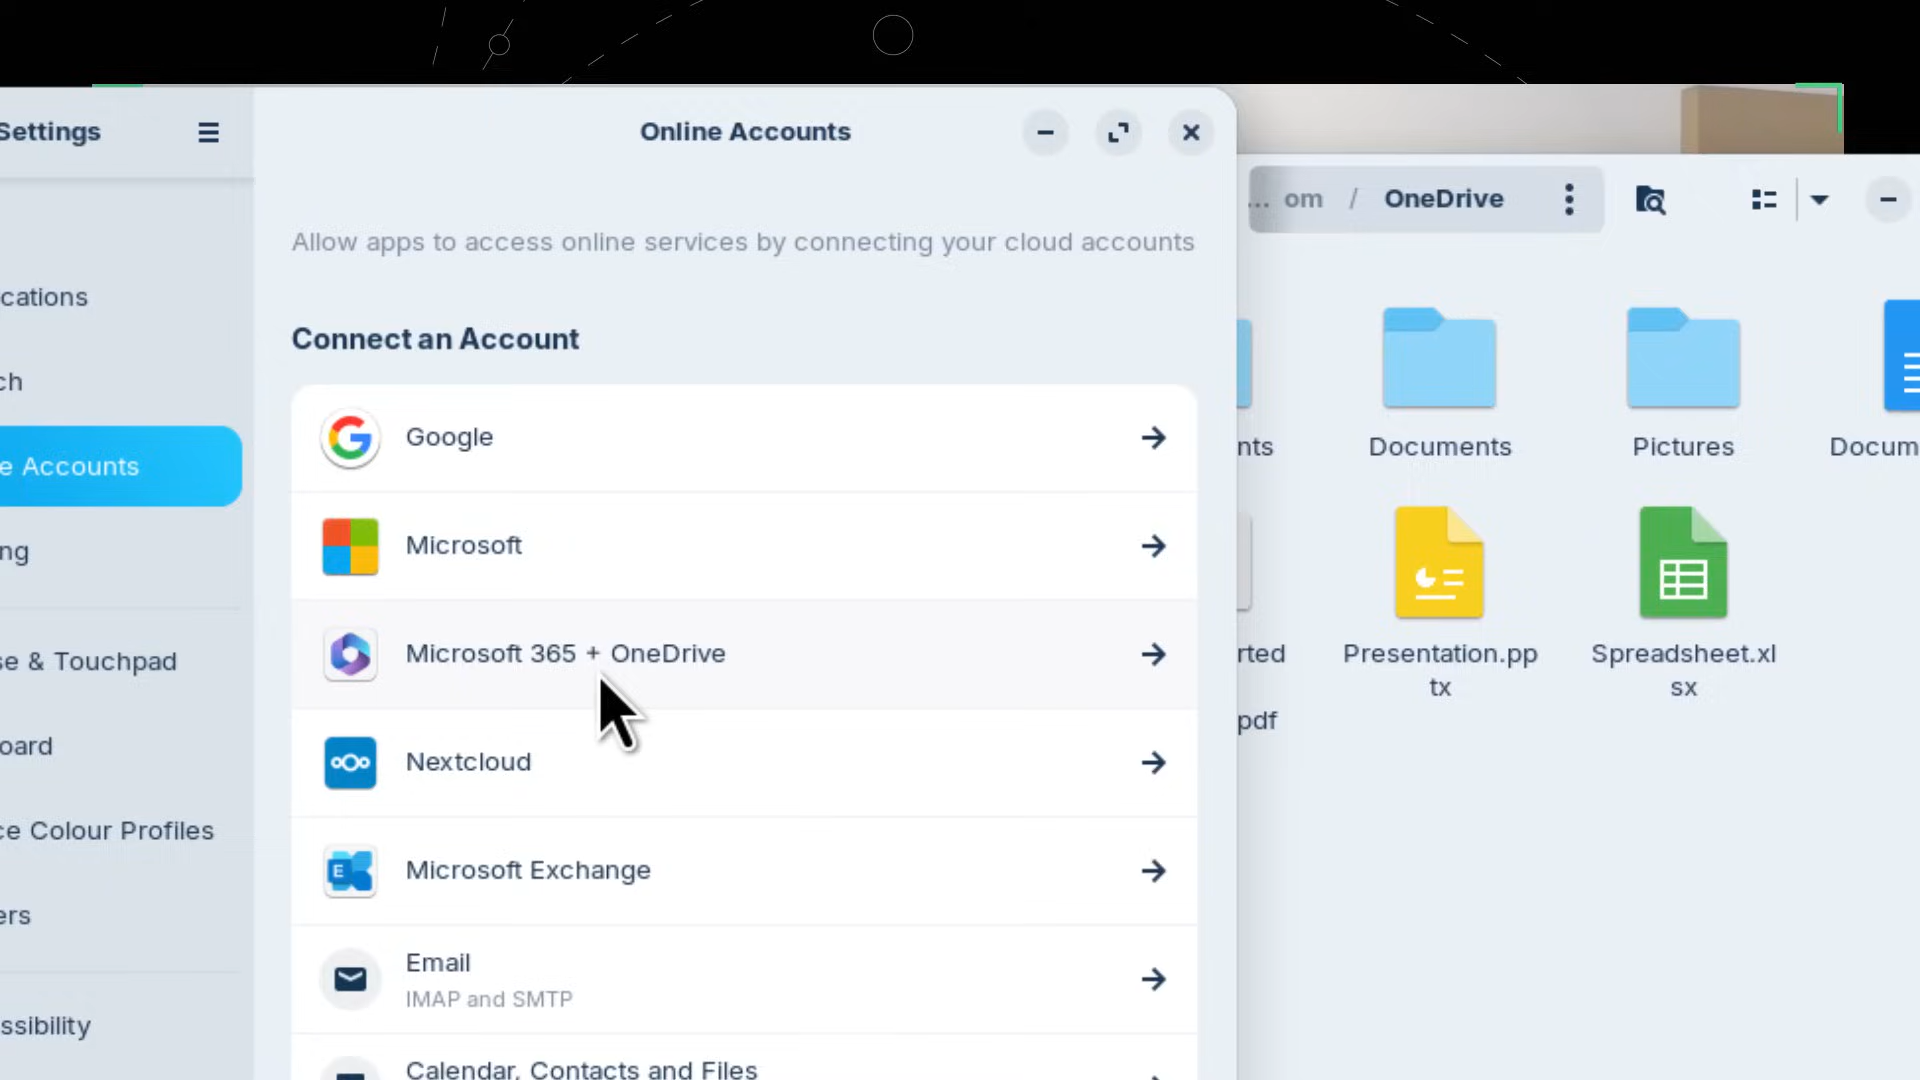 Settings
Online Accounts
Allow apps to access online services by connecting your cloud accounts
cations
ch
e Accounts
ng
se & Touchpad
oard
ce Colour Profiles
ers
ssibility
Connect an Account
Google
Microsoft
Microsoft 365 + OneDrive
Nextcloud
Microsoft Exchange
E
Email
IMAP and SMTP
Calendar, Contacts and Files
... om / OneDrive
nts
Documents
Pictures
Docum
rted
pdf
Presentation.pp
tx
Spreadsheet.xl
sx